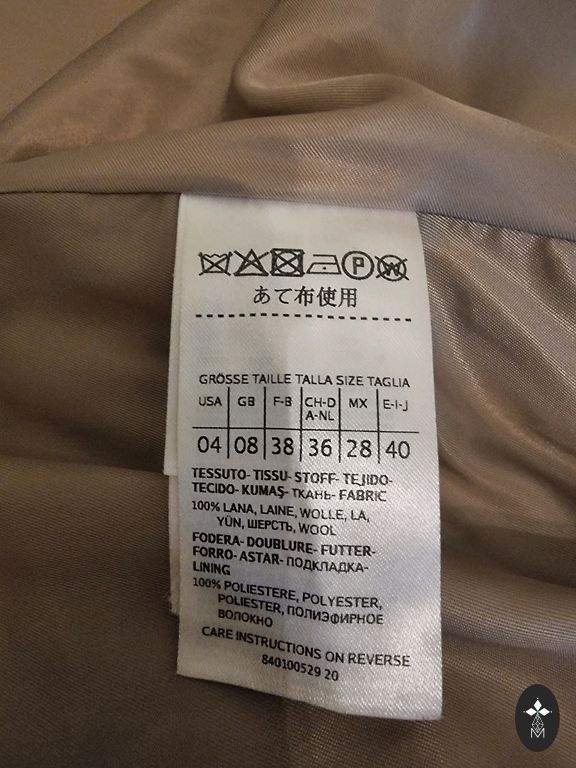 P W
あて布使用
GRÖSSE TAILLE TALLA SIZE TAGLIA
USA GB F-B CH-D A-NL MX E-I-J
04 08 38 36 28 40
TESSUTO- TISSU- STOFF- TEJIDO-
TECIDO- KUMAŞ- ТКАНЬ- FABRIC
100% LANA, LAINE, WOLLE, LA,
YÜN, ШЕРСТЬ, WOOL
FODERA- DOUBLURE- FUTTER-
FORRO- ASTAR- ПОДКЛАДКА-
LINING
100% POLIESTERE, POLYESTER,
POLIESTER, ПОЛИЭФИРНОЕ
ВОЛОКНО
CARE INSTRUCTIONS ON REVERSE
840100529 20
M